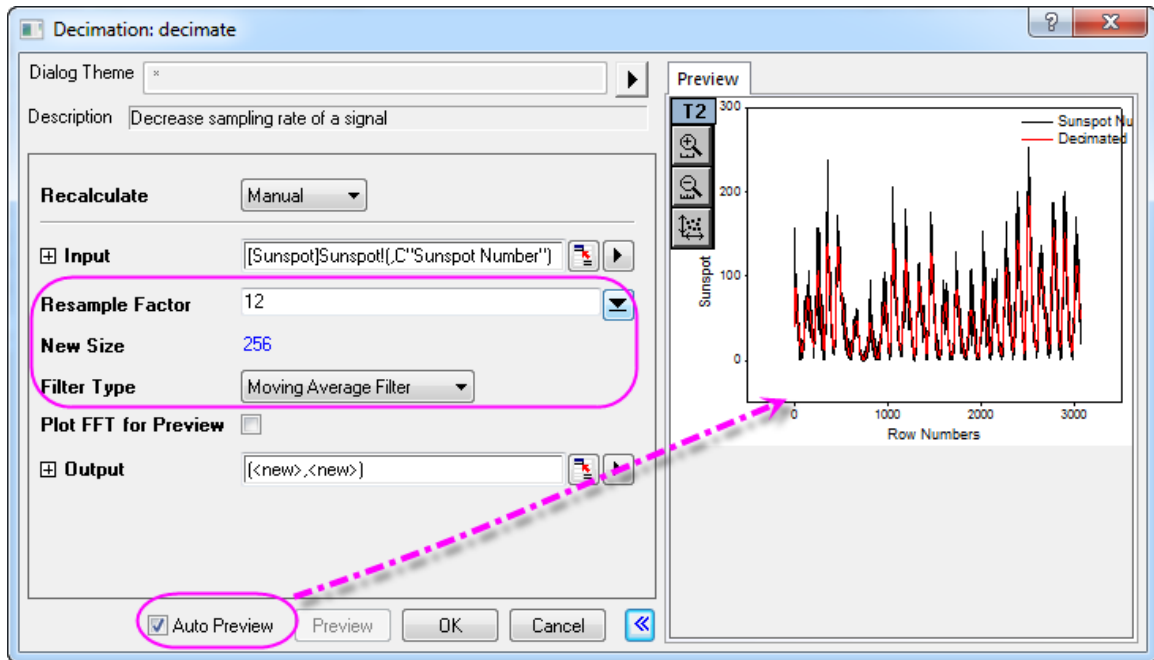 Decimation: decimate
Dialog Theme *
Description Decrease sampling rate of a signal
Recalculate Manual
Input [Sunspot]Sunspot!(,C"Sunspot Number")
Resample Factor 12
New Size 256
Filter Type Moving Average Filter
Plot FFT for Preview
Output (<new>,<new>)
Auto Preview Preview OK Cancel
Preview
T2
300
200
100
0
Sunspot
Sunspot Nu
Decimated
0 1000 2000 3000
Row Numbers